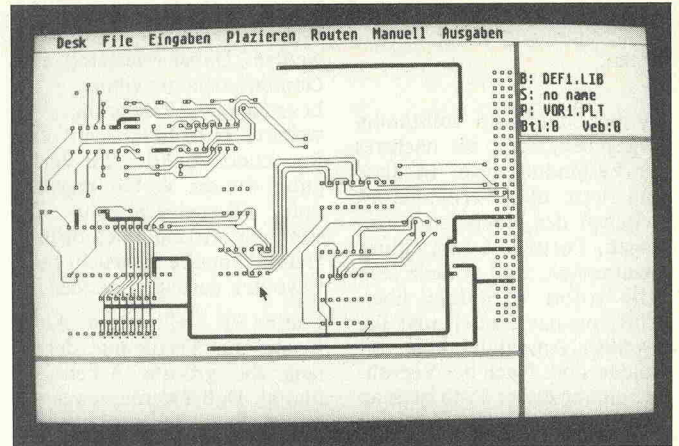 Desk File Eingaben Plazieren Routen Manuell Ausgaben
B: DEF1.LIB
S: no name
P: VOR1.PLT
Btl:0 Veb:0